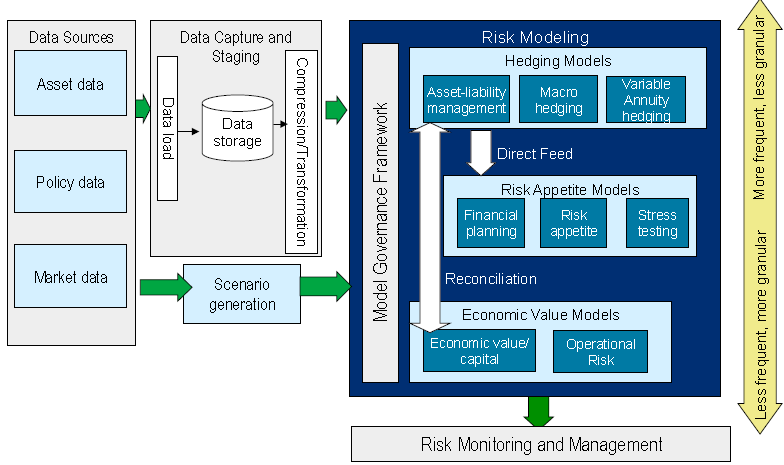 Data Sources
Asset data
Policy data
Market data
Data Capture and
Staging
Data load
Data
storage
Compression/Transformation
Scenario
generation
Risk Modeling
Model Governance Framework
Hedging Models
Asset-liability
management
Macro
hedging
Variable
Annuity
hedging
Direct Feed
Risk Appetite Models
Financial
planning
Risk
appetite
Stress
testing
Reconciliation
Economic Value Models
Economic value/
capital
Operational
Risk
Risk Monitoring and Management
More frequent, less granular
Less frequent, more granular